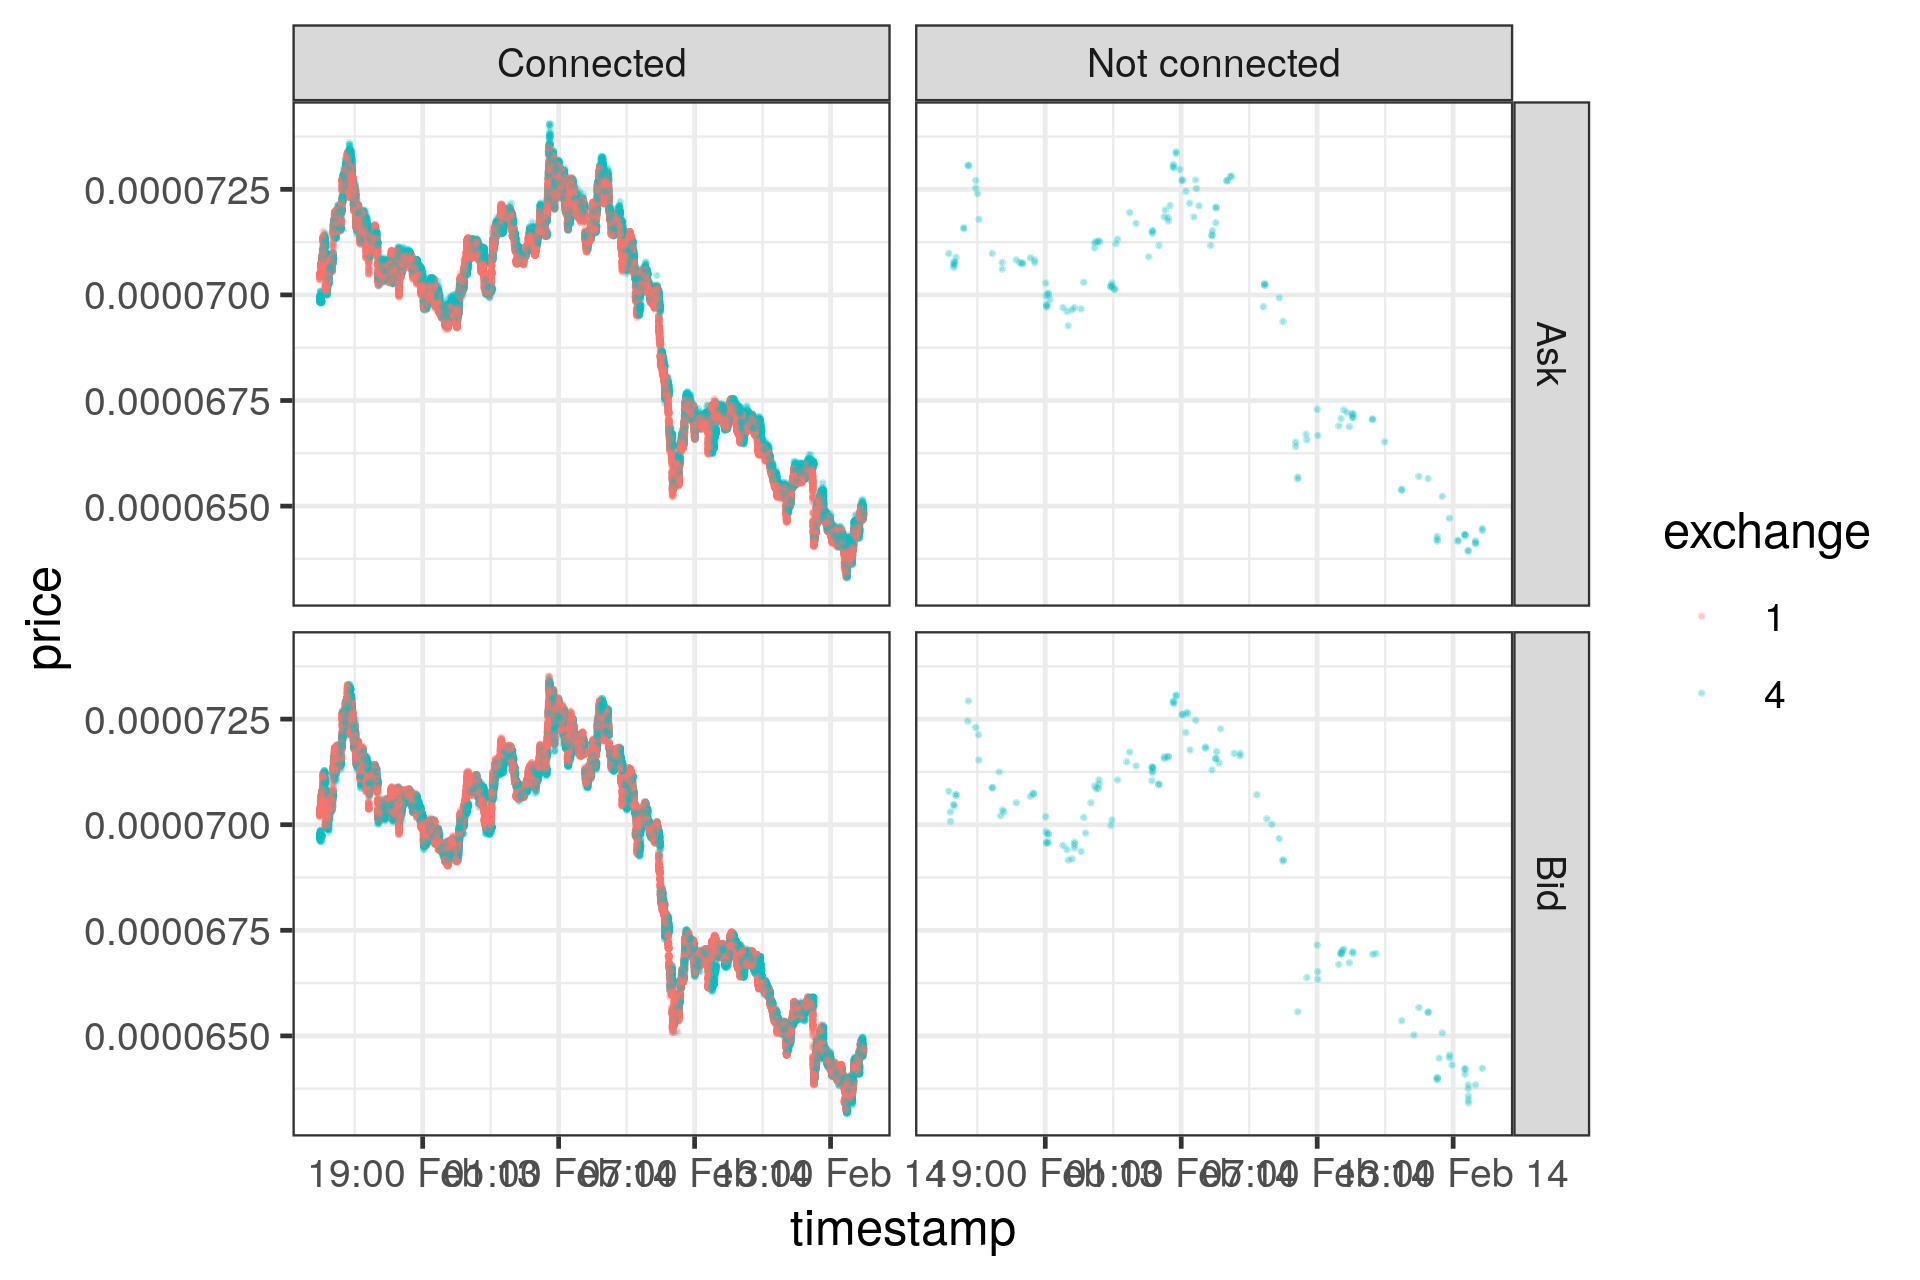 Connected
Not connected
0.0000725
0.0000700
0.0000675
0.0000650
Ask
0.0000725
0.0000700
0.0000675
0.0000650
Bid
price
19:00 Feb 13
01:00 Feb 14
07:00 Feb 14
13:00 Feb 14
19:00 Feb 13
01:00 Feb 14
07:00 Feb 14
13:00 Feb 14
timestamp
exchange
1
4